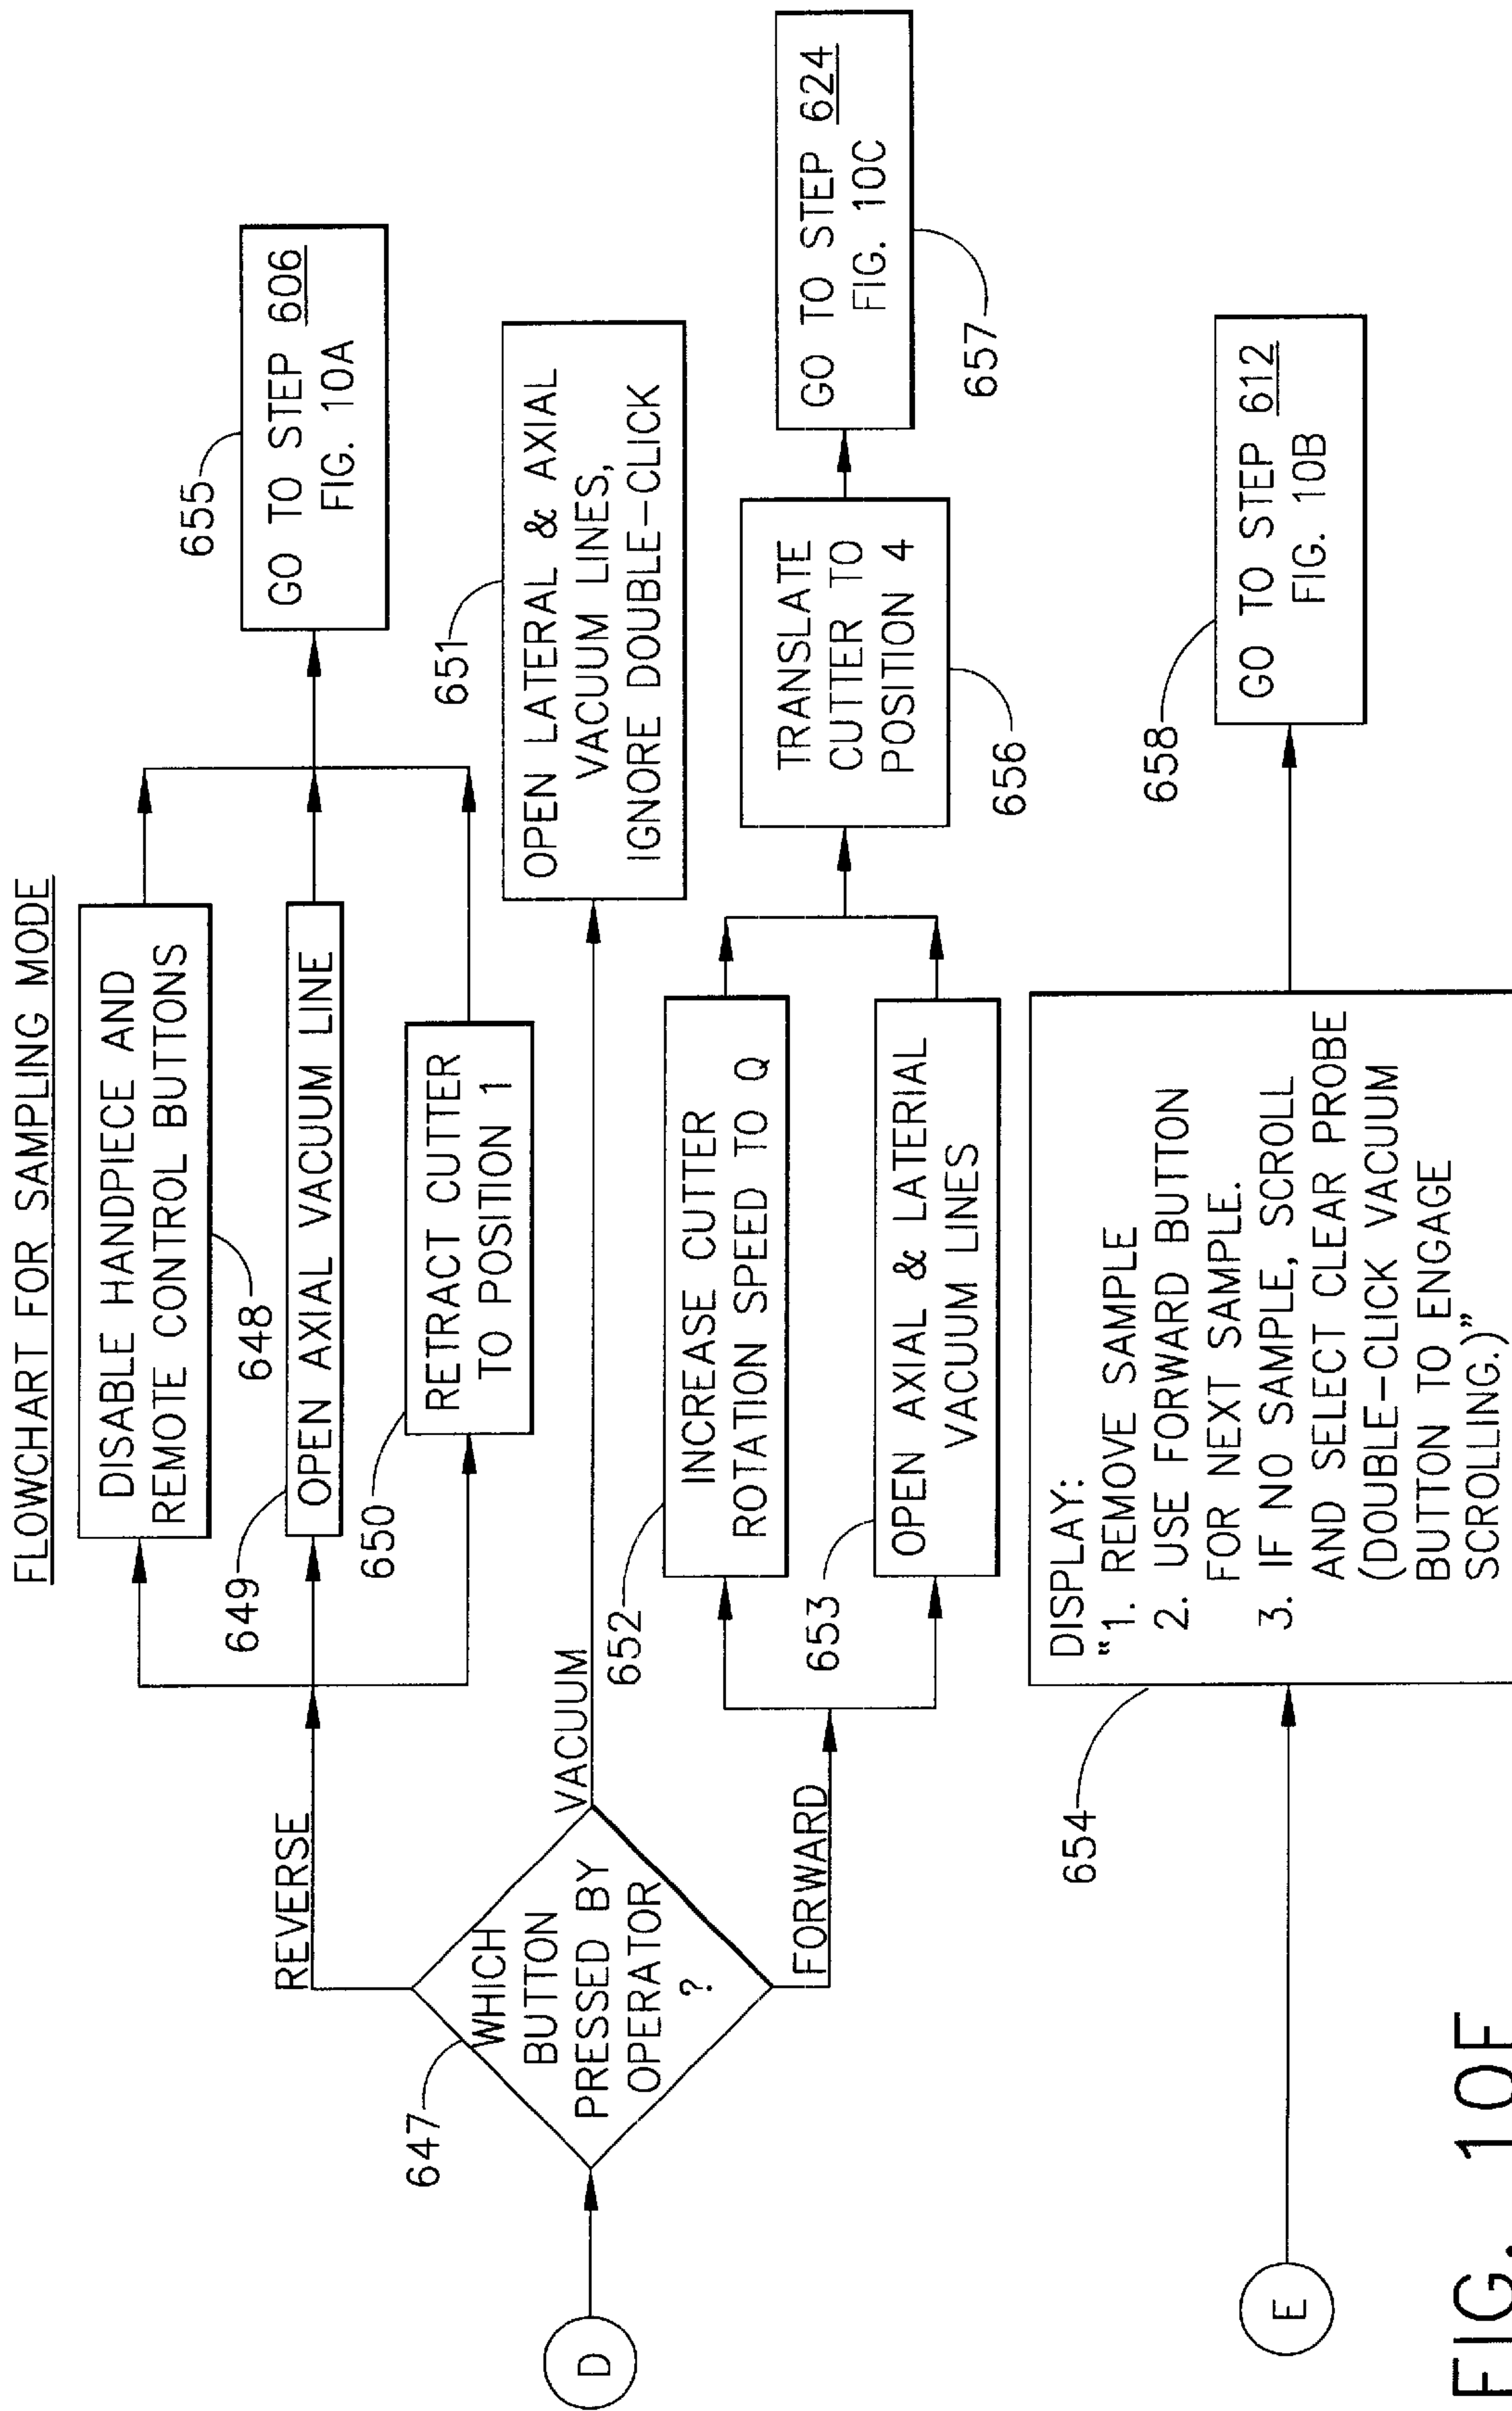 FLOWCHART FOR SAMPLING MODE
D
647
WHICH
BUTTON
PRESSED BY
OPERATOR
?
REVERSE
VACUUM
FORWARD
DISABLE HANDPIECE AND
REMOTE CONTROL BUTTONS
648
649
OPEN AXIAL VACUUM LINE
650
RETRACT CUTTER
TO POSITION 1
655
GO TO STEP 606
FIG. 10A
651
OPEN LATERAL & AXIAL
VACUUM LINES,
IGNORE DOUBLE-CLICK
652
INCREASE CUTTER
ROTATION SPEED TO Q
653
OPEN AXIAL & LATERIAL
VACUUM LINES
TRANSLATE
CUTTER TO
POSITION 4
656
GO TO STEP 624
FIG. 10C
657
E
654
DISPLAY:
"1. REMOVE SAMPLE
2. USE FORWARD BUTTON
FOR NEXT SAMPLE.
3. IF NO SAMPLE, SCROLL
AND SELECT CLEAR PROBE
(DOUBLE-CLICK VACUUM
BUTTON TO ENGAGE
SCROLLING.)"
658
GO TO STEP 612
FIG. 10B
FIG.